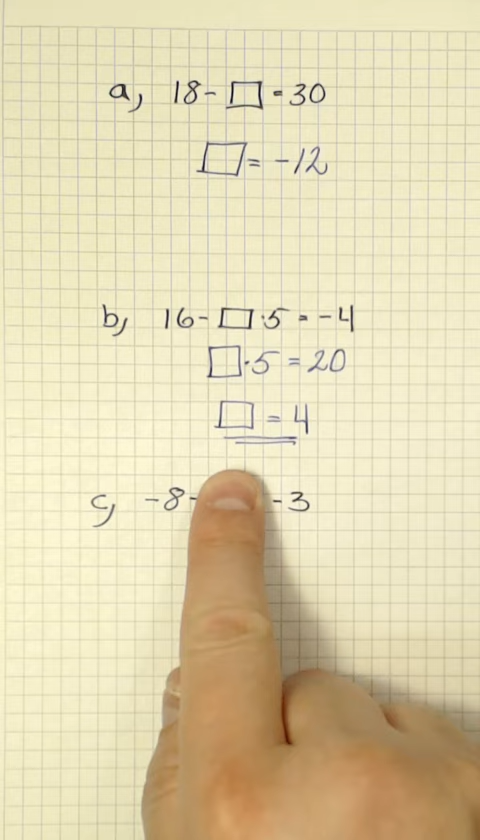 a) 18-□=30
□=-12
b) 16-□·5=-4
□·5=20
□=4
c) -8- -3